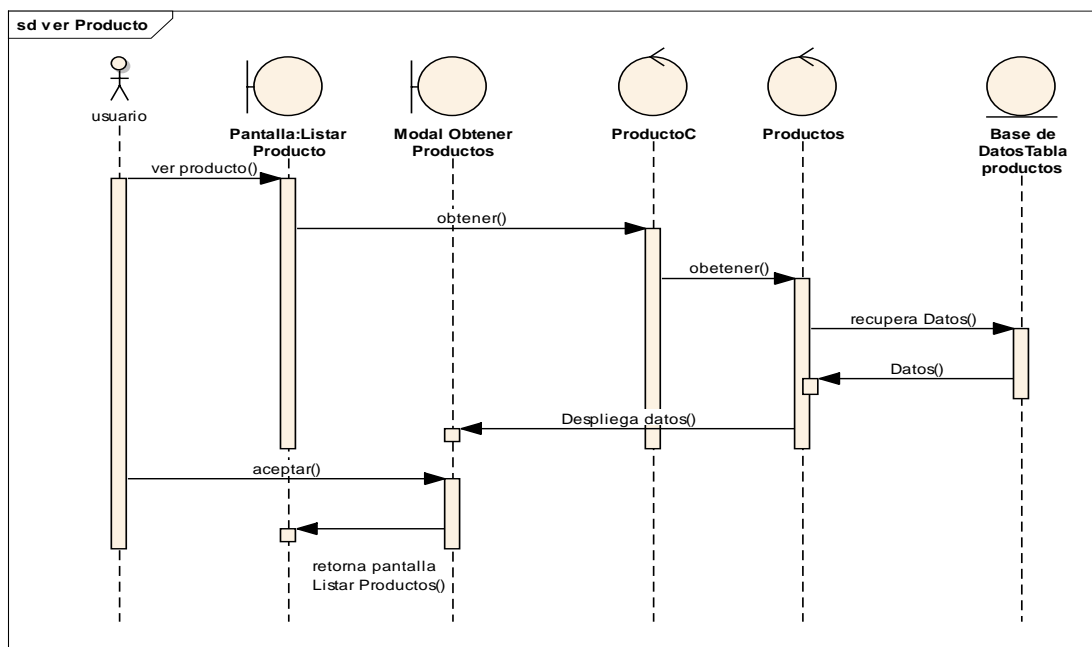 sd ver Producto
usuario
Pantalla:Listar
Producto
Modal Obtener
Productos
ProductoC
Productos
Base de
DatosTabla
productos
ver producto()
obtener()
obetener()
recupera Datos()
Datos()
Despliega datos()
aceptar()
retorna pantalla
Listar Productos()